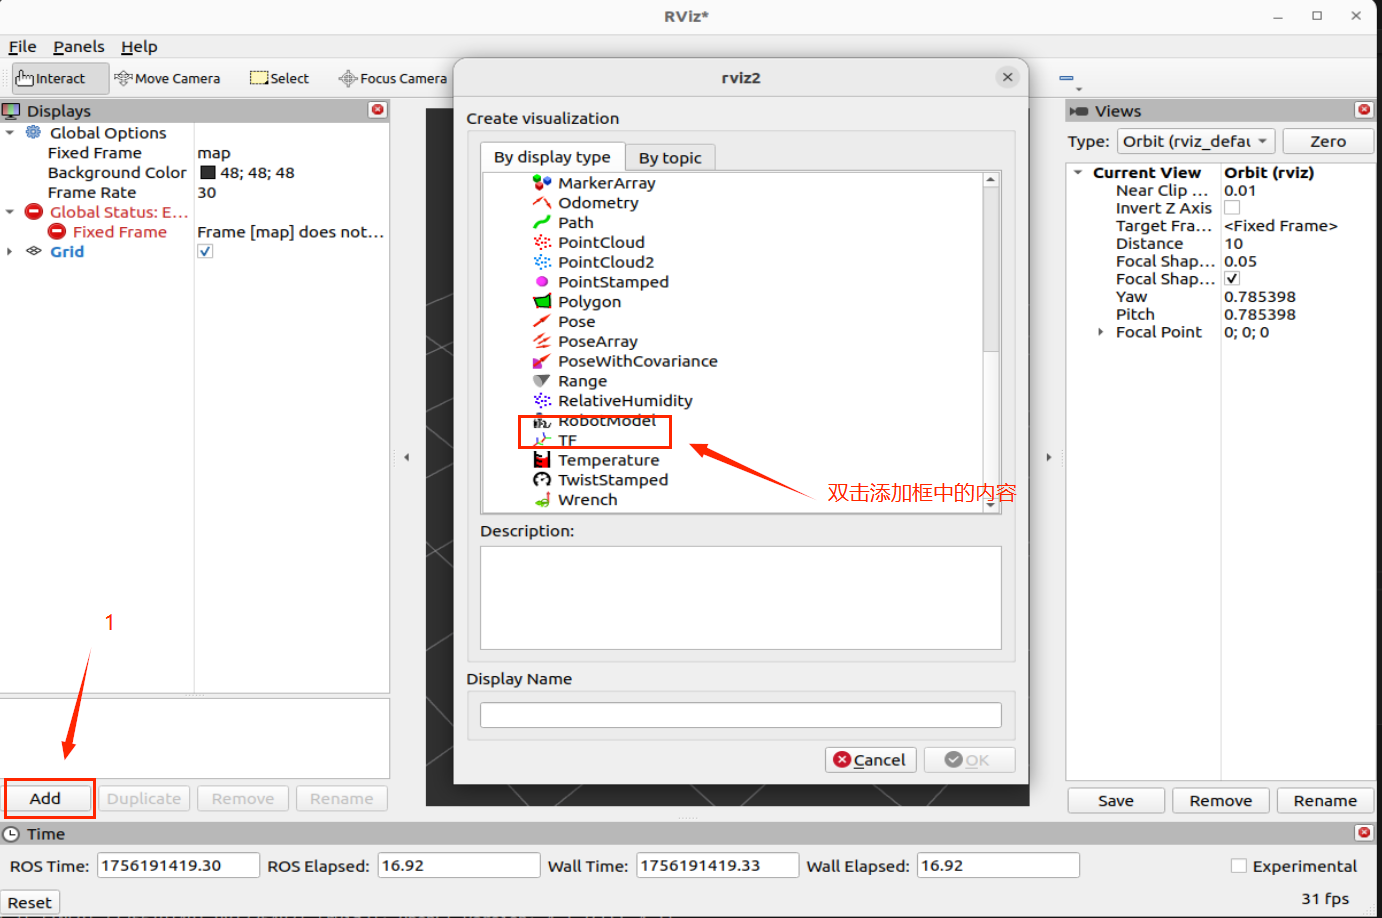 RViz*
File Panels Help
Interact Move Camera Select Focus Camera
Displays
Global Options
Fixed Frame map
Background Color 48; 48; 48
Frame Rate 30
Global Status: E...
Fixed Frame Frame [map] does not...
Grid
1
Add Duplicate Remove Rename
rviz2
Create visualization
By display type By topic
MarkerArray
Odometry
Path
PointCloud
PointCloud2
PointStamped
Polygon
Pose
PoseArray
PoseWithCovariance
Range
RelativeHumidity
RobotModel
TF
Temperature
TwistStamped
Wrench
双击添加框中的内容
Description:
Display Name
Cancel OK
Views
Type: Orbit (rviz_defau Zero
Current View Orbit (rviz)
Near Clip ... 0.01
Invert Z Axis
Target Fra... <Fixed Frame>
Distance 10
Focal Shap... 0.05
Focal Shap...
Yaw 0.785398
Pitch 0.785398
Focal Point 0; 0; 0
Save Remove Rename
Time
ROS Time: 1756191419.30 ROS Elapsed: 16.92 Wall Time: 1756191419.33 Wall Elapsed: 16.92 Experimental
Reset 31 fps